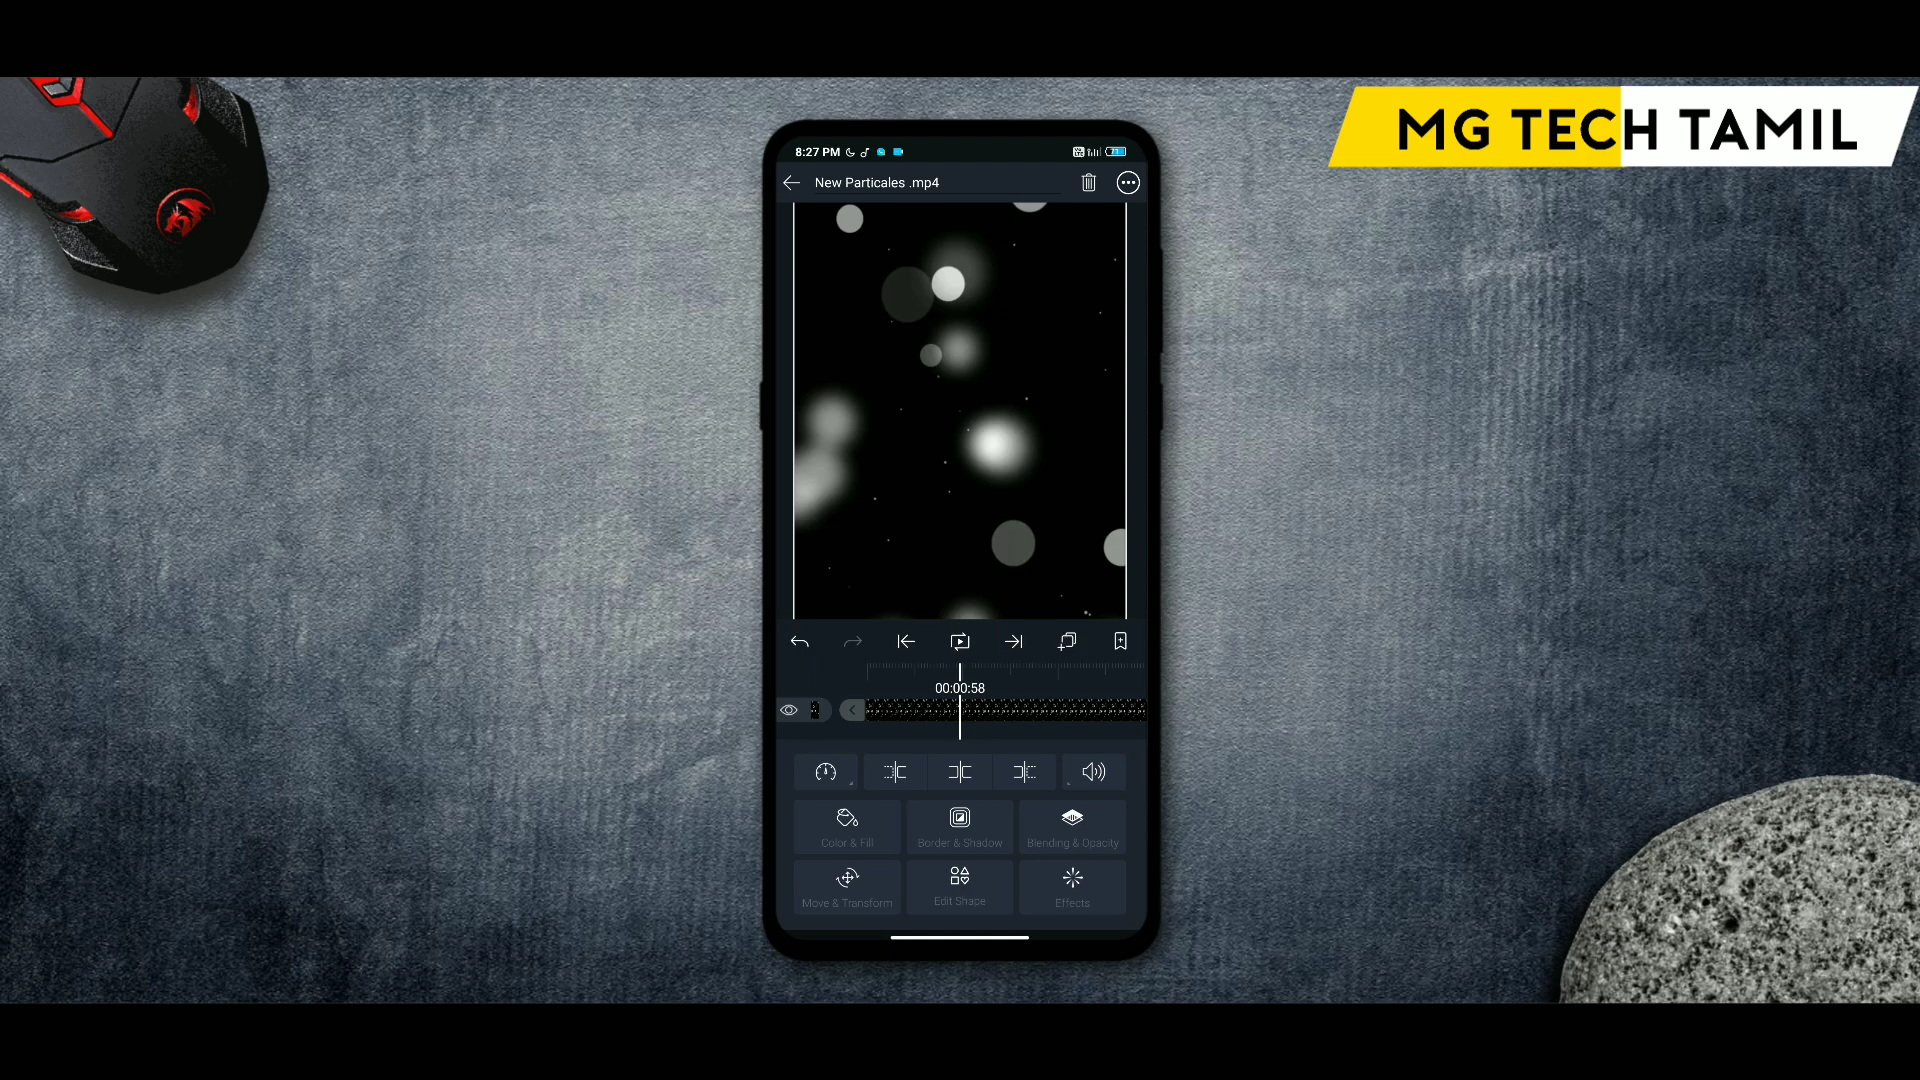 MG TECH TAMIL
8:27 PM
New Particales .mp4
00:00:58
Color & Fill
Border & Shadow
Blending & Opacity
Move & Transform
Edit Shape
Effects